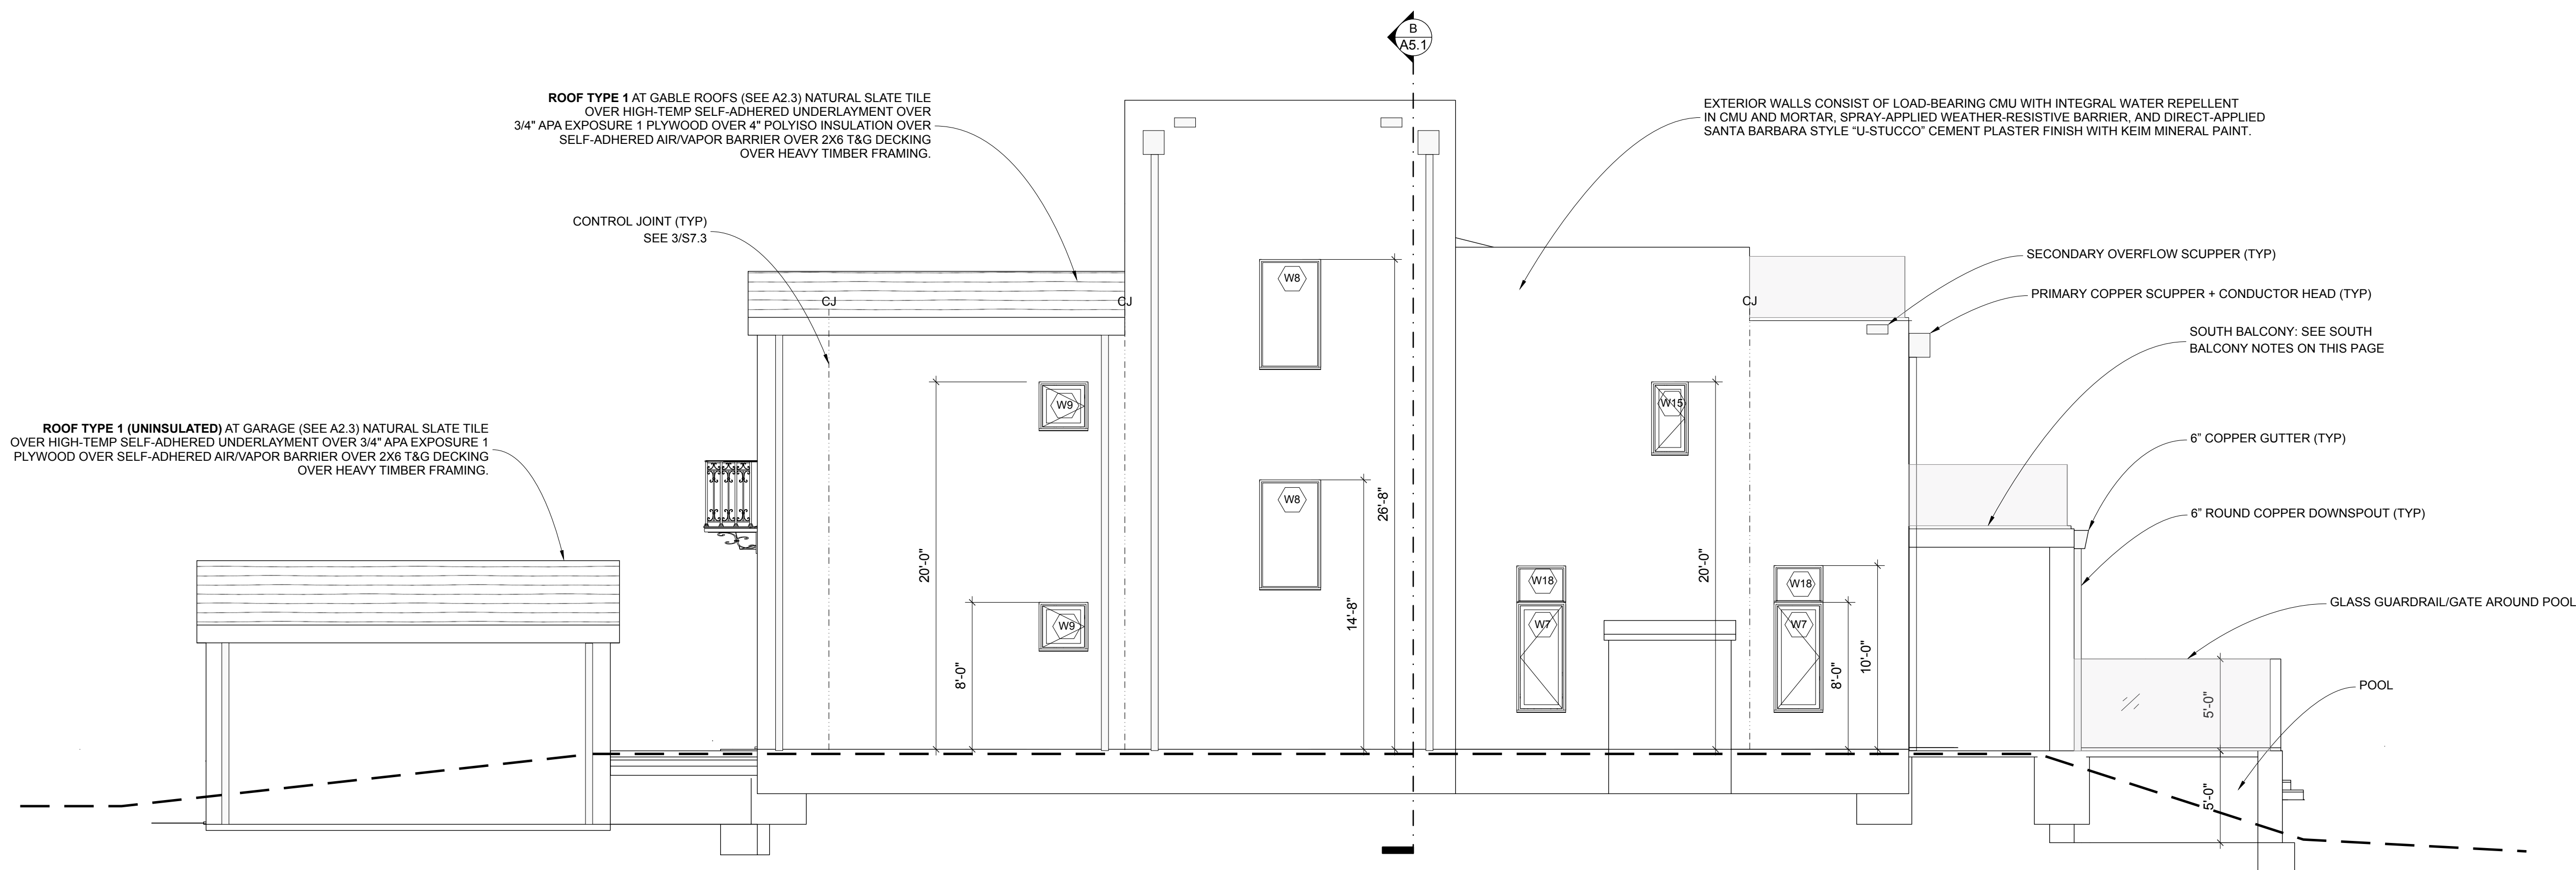 B
A5.1
ROOF TYPE 1 AT GABLE ROOFS (SEE A2.3) NATURAL SLATE TILE
OVER HIGH-TEMP SELF-ADHERED UNDERLAYMENT OVER
3/4" APA EXPOSURE 1 PLYWOOD OVER 4" POLYISO INSULATION OVER
SELF-ADHERED AIR/VAPOR BARRIER OVER 2X6 T&G DECKING
OVER HEAVY TIMBER FRAMING.
EXTERIOR WALLS CONSIST OF LOAD-BEARING CMU WITH INTEGRAL WATER REPELLENT
IN CMU AND MORTAR, SPRAY-APPLIED WEATHER-RESISTIVE BARRIER, AND DIRECT-APPLIED
SANTA BARBARA STYLE “U-STUCCO” CEMENT PLASTER FINISH WITH KEIM MINERAL PAINT.
CONTROL JOINT (TYP)
SEE 3/S7.3
SECONDARY OVERFLOW SCUPPER (TYP)
PRIMARY COPPER SCUPPER + CONDUCTOR HEAD (TYP)
SOUTH BALCONY: SEE SOUTH
BALCONY NOTES ON THIS PAGE
W8
CJ
CJ
CJ
W9
W15
ROOF TYPE 1 (UNINSULATED) AT GARAGE (SEE A2.3) NATURAL SLATE TILE
OVER HIGH-TEMP SELF-ADHERED UNDERLAYMENT OVER 3/4" APA EXPOSURE 1
PLYWOOD OVER SELF-ADHERED AIR/VAPOR BARRIER OVER 2X6 T&G DECKING
OVER HEAVY TIMBER FRAMING.
6” COPPER GUTTER (TYP)
W8
26'-8"
6” ROUND COPPER DOWNSPOUT (TYP)
20'-0"
20'-0"
W18
W18
GLASS GUARDRAIL/GATE AROUND POOL
14'-8"
W9
W7
W7
8'-0"
8'-0"
10'-0"
POOL
5'-0"
5'-0"